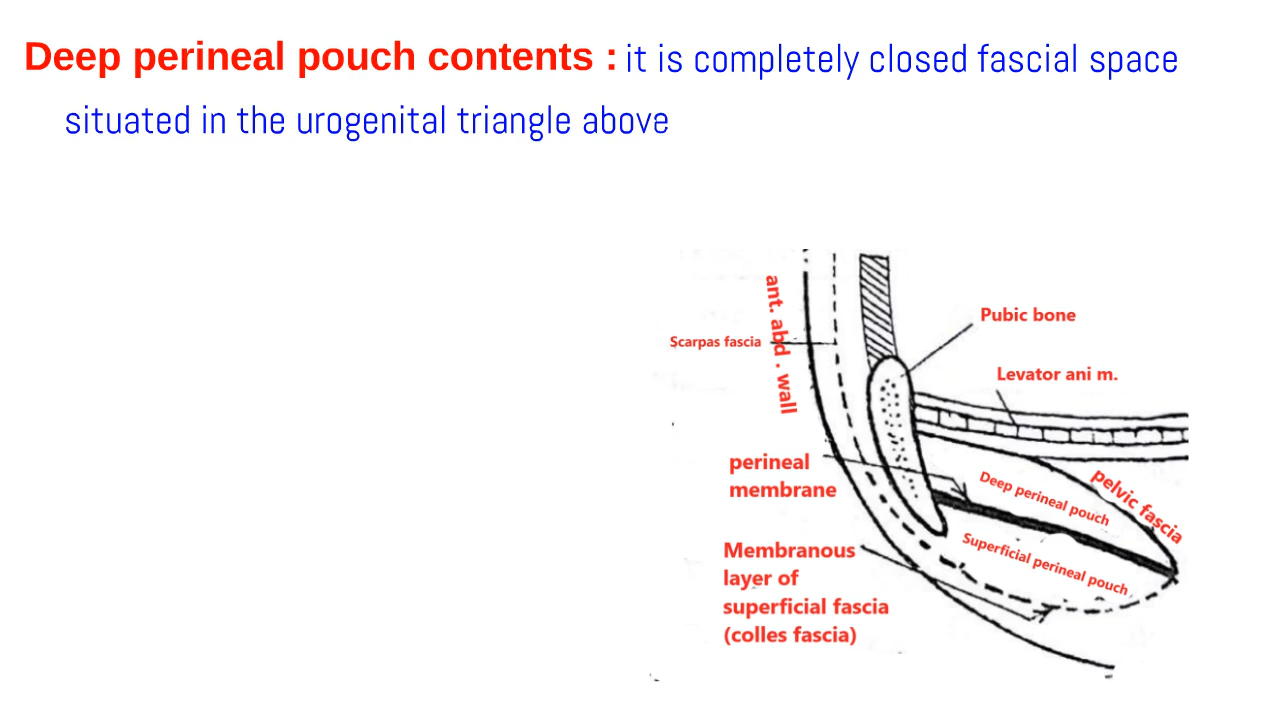 Deep perineal pouch contents : it is completely closed fascial space
situated in the urogenital triangle above
ant. abd . wall
Pubic bone
Scarpas fascia
Levator ani m.
perineal
membrane
Deep perineal pouch
pelvic fascia
Superficial perineal pouch
Membranous
layer of
superficial fascia
(colles fascia)